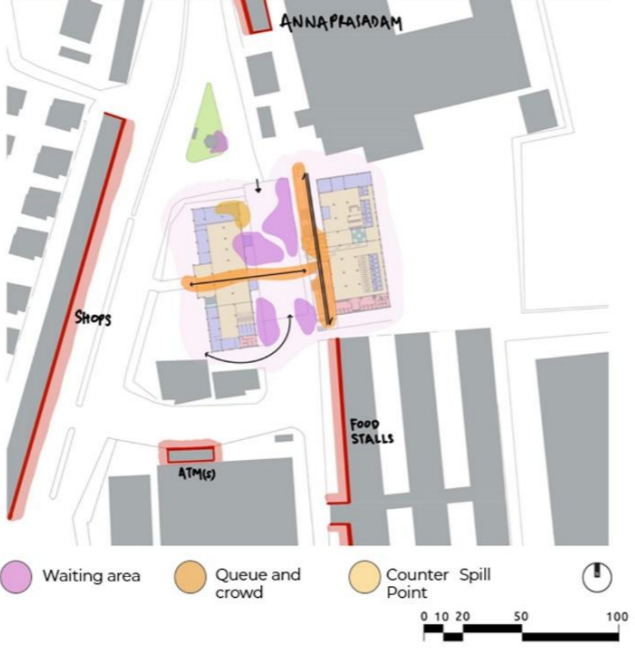 ANNAPRASADAM
SHOPS
FOOD
STALLS
ATM(S)
Waiting area
Queue and
crowd
Counter Spill
Point
0 10 20 50 100